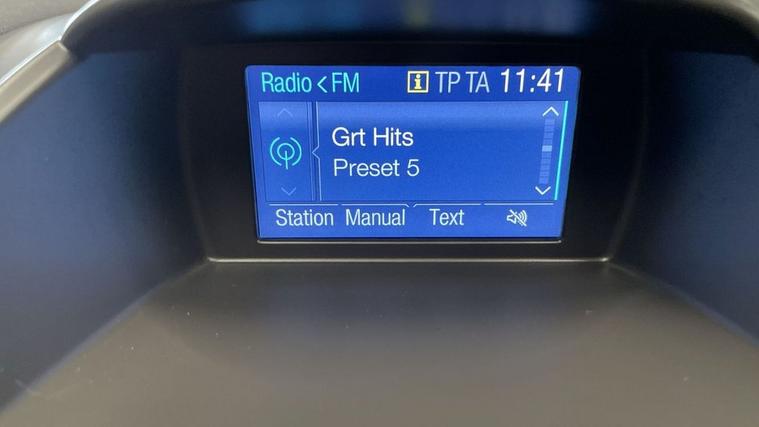 Radio < FM i TP TA 11:41
Grt Hits
Preset 5
Station Manual Text